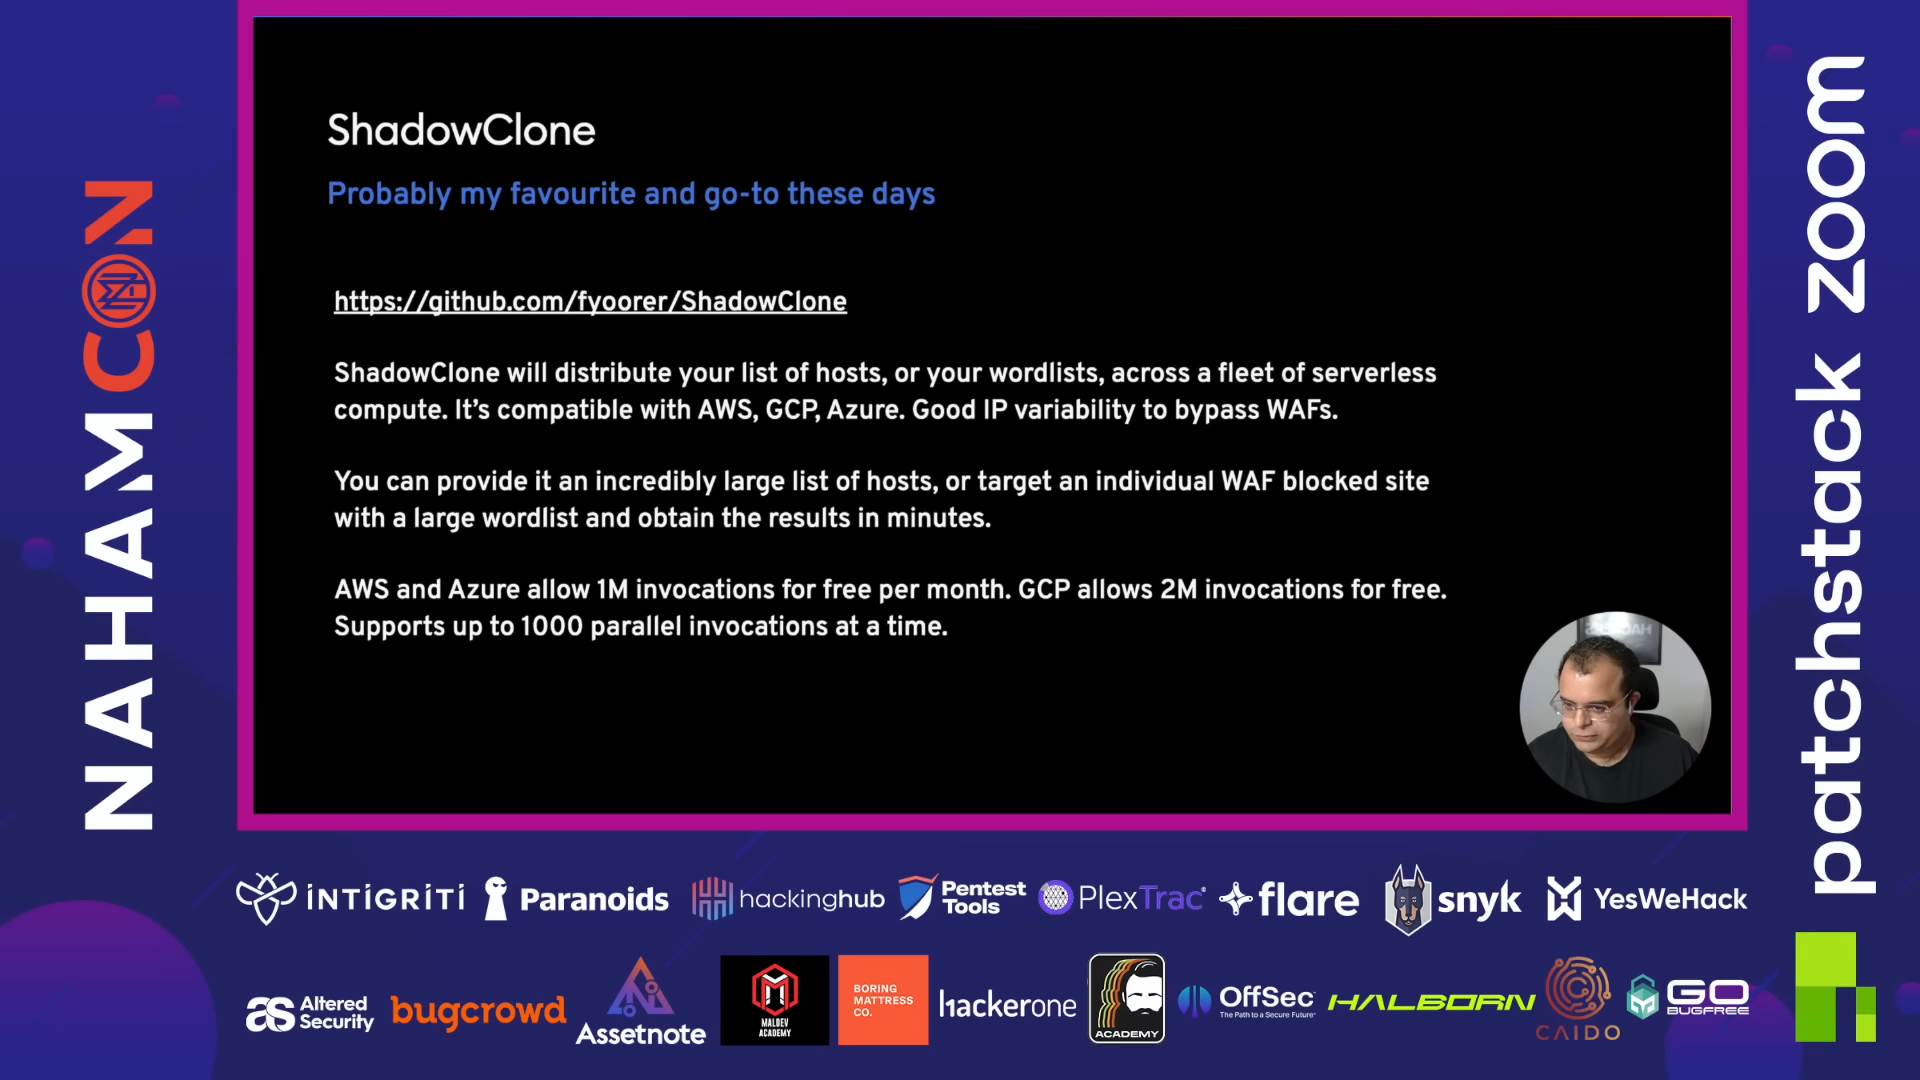 NAHAMCON
ShadowClone
Probably my favourite and go-to these days
https://github.com/fyoorer/ShadowClone
ShadowClone will distribute your list of hosts, or your wordlists, across a fleet of serverless
compute. It's compatible with AWS, GCP, Azure. Good IP variability to bypass WAFs.
You can provide it an incredibly large list of hosts, or target an individual WAF blocked site
with a large wordlist and obtain the results in minutes.
AWS and Azure allow 1M invocations for free per month. GCP allows 2M invocations for free.
Supports up to 1000 parallel invocations at a time.
zoom
patchstack
INTIGRITI
Paranoids
hackinghub
Pentest
Tools
PlexTrac
flare
snyk
YesWeHack
as Altered
Security
bugcrowd
Assetnote
MALDEV
ACADEMY
BORING
MATTRESS
CO.
hackerone
ACADEMY
OffSec
The Path to a Secure Future
HALBORN
CAIDO
GO
BUGFREE